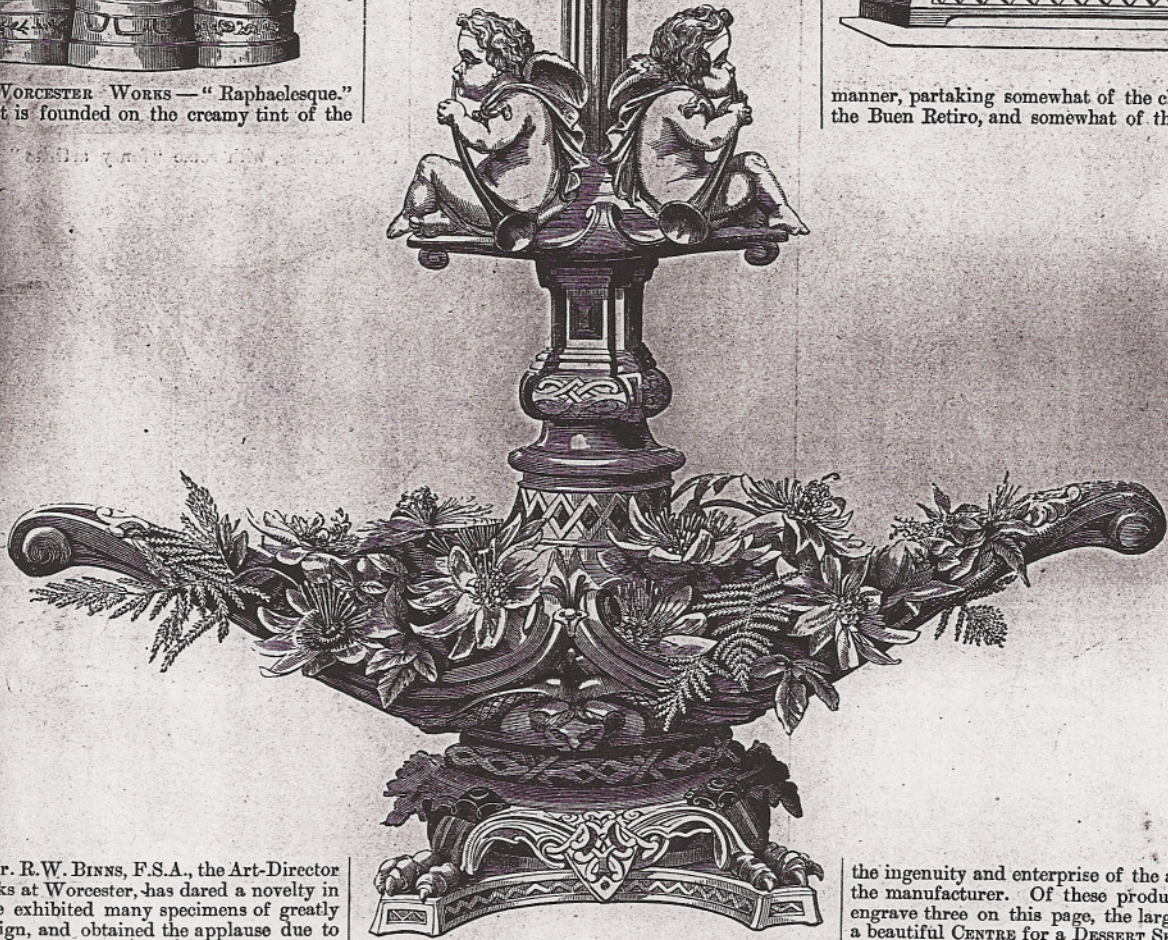 WORCESTER WORKS — “Raphaelesque.”
t is founded on the creamy tint of the
manner, partaking somewhat of the c
the Buen Retiro, and somewhat of th
r. R.W. BINNS, F.S.A., the Art-Director
ks at Worcester, has dared a novelty in
e exhibited many specimens of greatly
ign, and obtained the applause due to
the ingenuity and enterprise of the a
the manufacturer. Of these produ
engrave three on this page, the larg
a beautiful CENTRE for a DESSERT SE